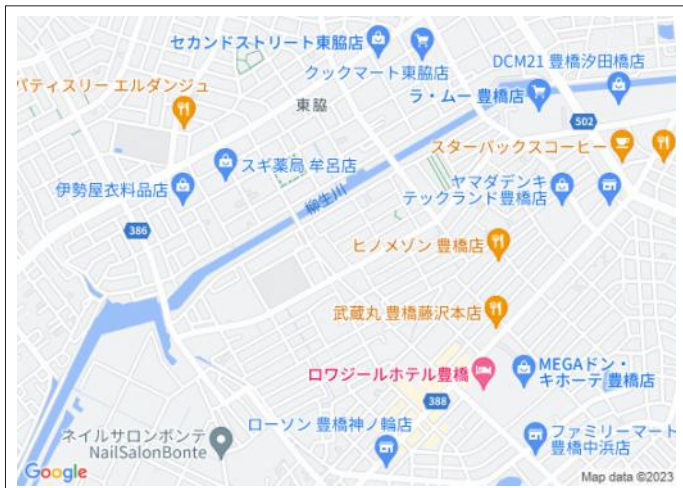 セカンドストリート東脇店
クックマート東脇店
DCM21 豊橋汐田橋店
パティスリー エルダンジュ
東脇
ラ・ムー 豊橋店
502
スターバックスコーヒー
スギ薬局 牟呂店
伊勢屋衣料品店
ヤマダデンキ
テックランド豊橋店
柳生川
386
ヒノメゾン 豊橋店
武蔵丸 豊橋藤沢本店
ロワジールホテル豊橋
MEGAドン・
キホーテ 豊橋店
388
ローソン 豊橋神ノ輪店
ネイルサロンボンテ
NailSalonBonte
ファミリーマート
豊橋中浜店
Google
Map data ©2023